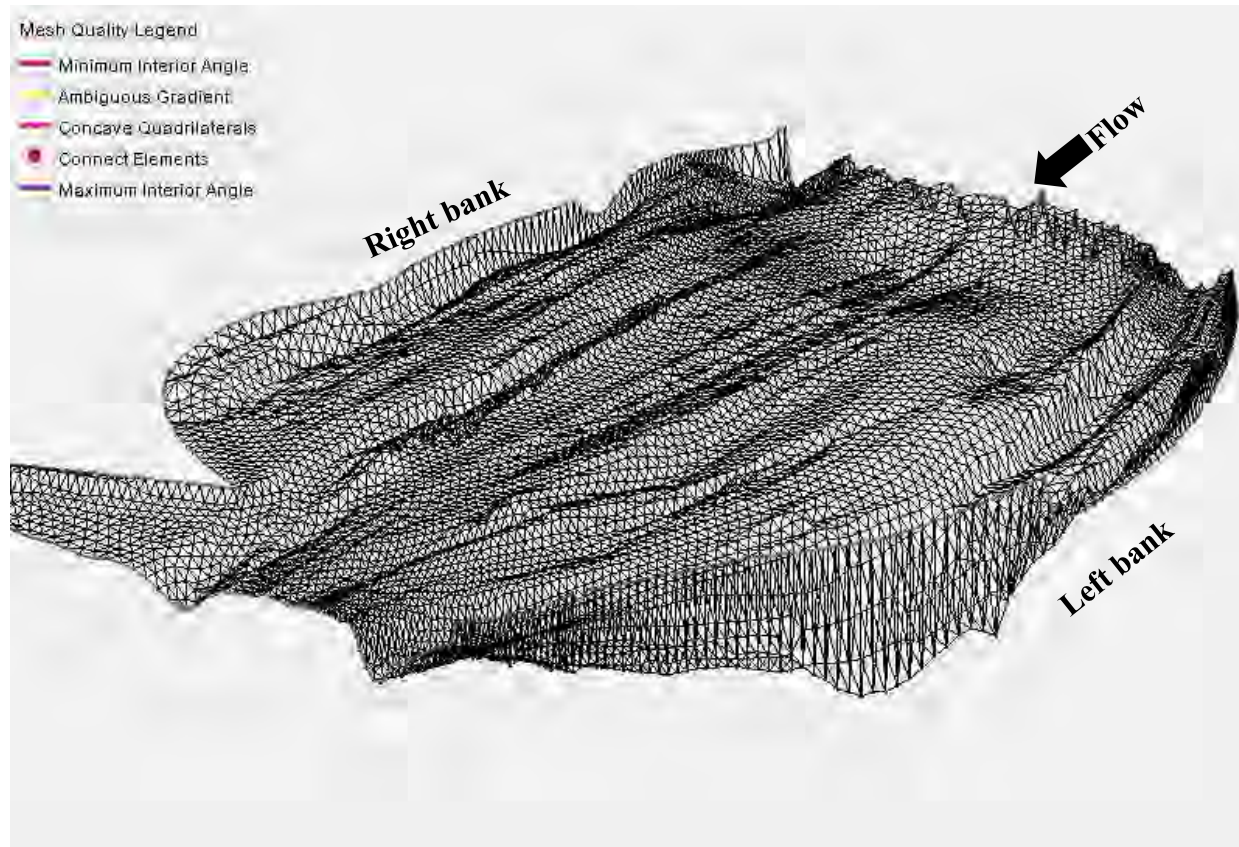 Mesh Quality Legend
Minimum Interior Angle
Ambiguous Gradient
Concave Quadrilaterals
Connect Elements
Maximum Interior Angle
Flow
Right bank
Left bank